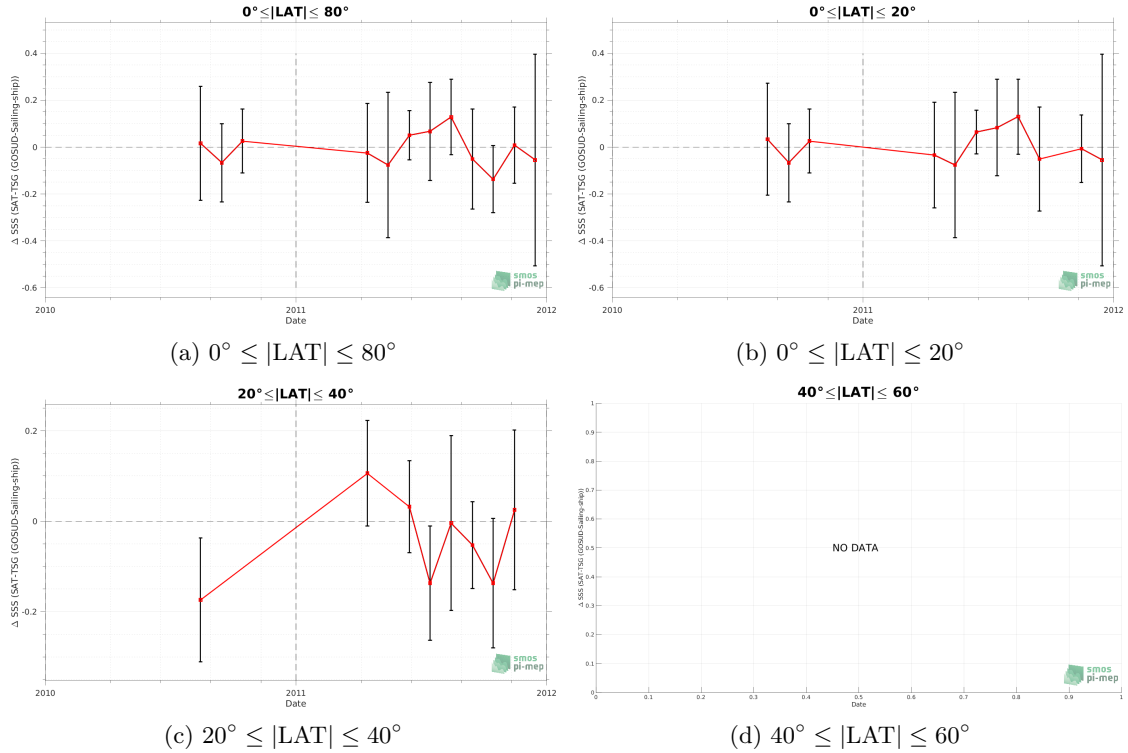 0°≤|LAT|≤ 80°
Δ SSS (SAT-TSG (GOSUD-Sailing-ship))
0.4
0.2
0
-0.2
-0.4
-0.6
2010
2011
2012
Date
smos
pi-mep
(a) 0° ≤ |LAT| ≤ 80°
0°≤|LAT|≤ 20°
Δ SSS (SAT-TSG (GOSUD-Sailing-ship))
0.4
0.2
0
-0.2
-0.4
-0.6
2010
2011
2012
Date
smos
pi-mep
(b) 0° ≤ |LAT| ≤ 20°
20°≤|LAT|≤ 40°
Δ SSS (SAT-TSG (GOSUD-Sailing-ship))
0.2
0
-0.2
2010
2011
2012
Date
smos
pi-mep
(c) 20° ≤ |LAT| ≤ 40°
40°≤|LAT|≤ 60°
Δ SSS (SAT-TSG (GOSUD-Sailing-ship))
1
0.9
0.8
0.7
0.6
0.5
0.4
0.3
0.2
0.1
0
NO DATA
0 0.1 0.2 0.3 0.4 0.5 0.6 0.7 0.8 0.9 1
Date
smos
pi-mep
(d) 40° ≤ |LAT| ≤ 60°